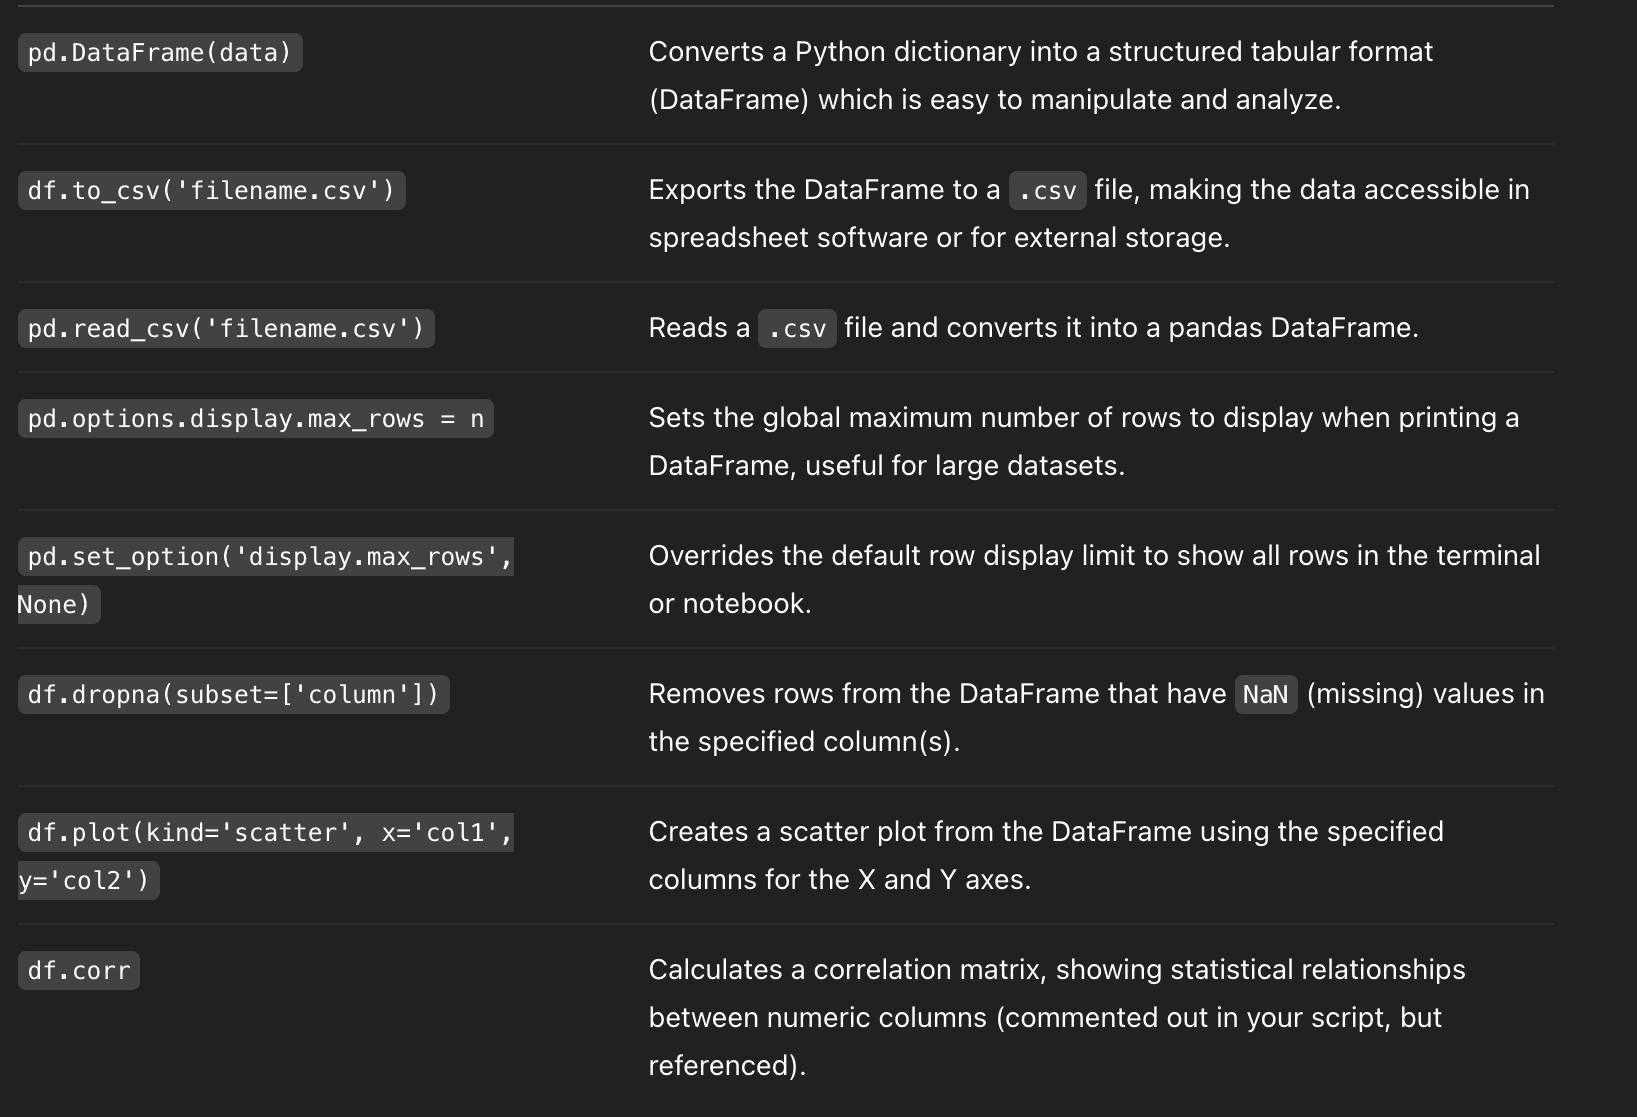 pd.DataFrame(data)
Converts a Python dictionary into a structured tabular format
(DataFrame) which is easy to manipulate and analyze.
df.to_csv('filename.csv')
Exports the DataFrame to a .csv file, making the data accessible in
spreadsheet software or for external storage.
pd.read_csv('filename.csv')
Reads a .csv file and converts it into a pandas DataFrame.
pd.options.display.max_rows = n
Sets the global maximum number of rows to display when printing a
DataFrame, useful for large datasets.
pd.set_option('display.max_rows',
None)
Overrides the default row display limit to show all rows in the terminal
or notebook.
df.dropna(subset=['column'])
Removes rows from the DataFrame that have NaN (missing) values in
the specified column(s).
df.plot(kind='scatter', x='col1',
y='col2')
Creates a scatter plot from the DataFrame using the specified
columns for the X and Y axes.
df.corr
Calculates a correlation matrix, showing statistical relationships
between numeric columns (commented out in your script, but
referenced).